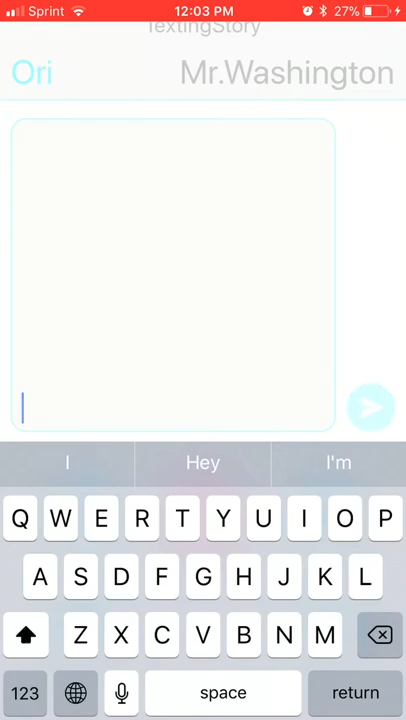 Sprint 12:03 PM 27%
TextingStory
Ori Mr.Washington
I Hey I'm
Q W E R T Y U I O P
A S D F G H J K L
Z X C V B N M
123 space return